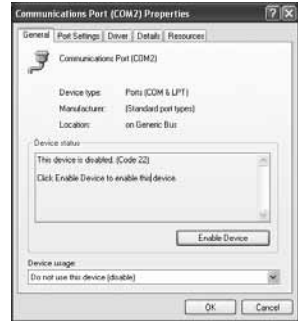 Communications Port (COM2) Properties
General Port Settings Driver Details Resources
Communications Port (COM2)
Device type: Ports (COM & LPT)
Manufacturer: (Standard port types)
Location: on Generic Bus
Device status
This device is disabled. (Code 22)
Click Enable Device to enable this device.
Enable Device
Device usage:
Do not use this device (disable)
OK Cancel